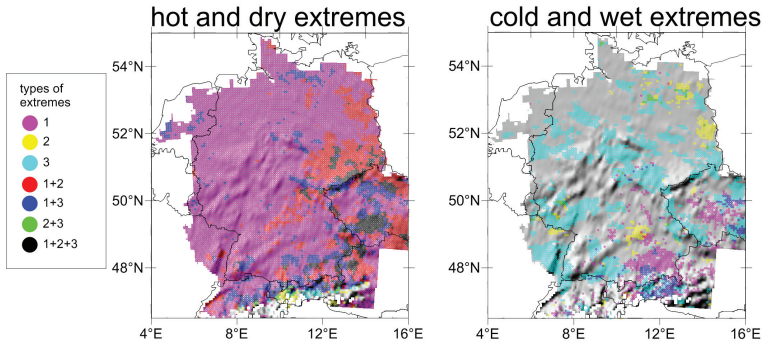 hot and dry extremes
cold and wet extremes
54°N
52°N
50°N
48°N
4°E
8°E
12°E
16°E
54°N
52°N
50°N
48°N
4°E
8°E
12°E
16°E
types of
extremes
1
2
3
1+2
1+3
2+3
1+2+3